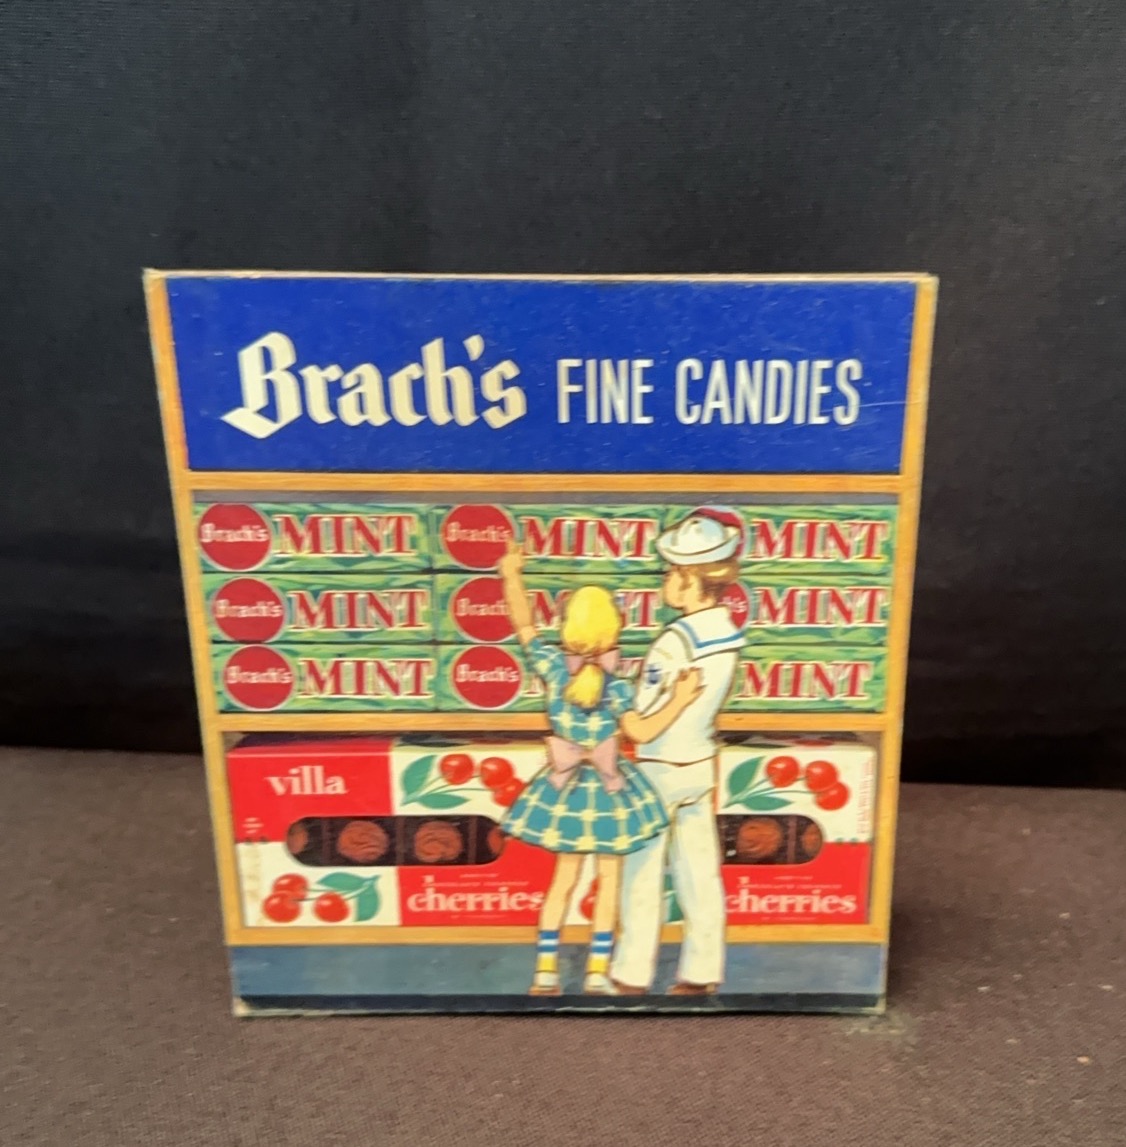 Brach's FINE CANDIES
Brach's MINT Brach's MINT MINT
Brach's MINT Brach's MINT MINT
Brach's MINT Brach's MINT
villa
cherries cherries